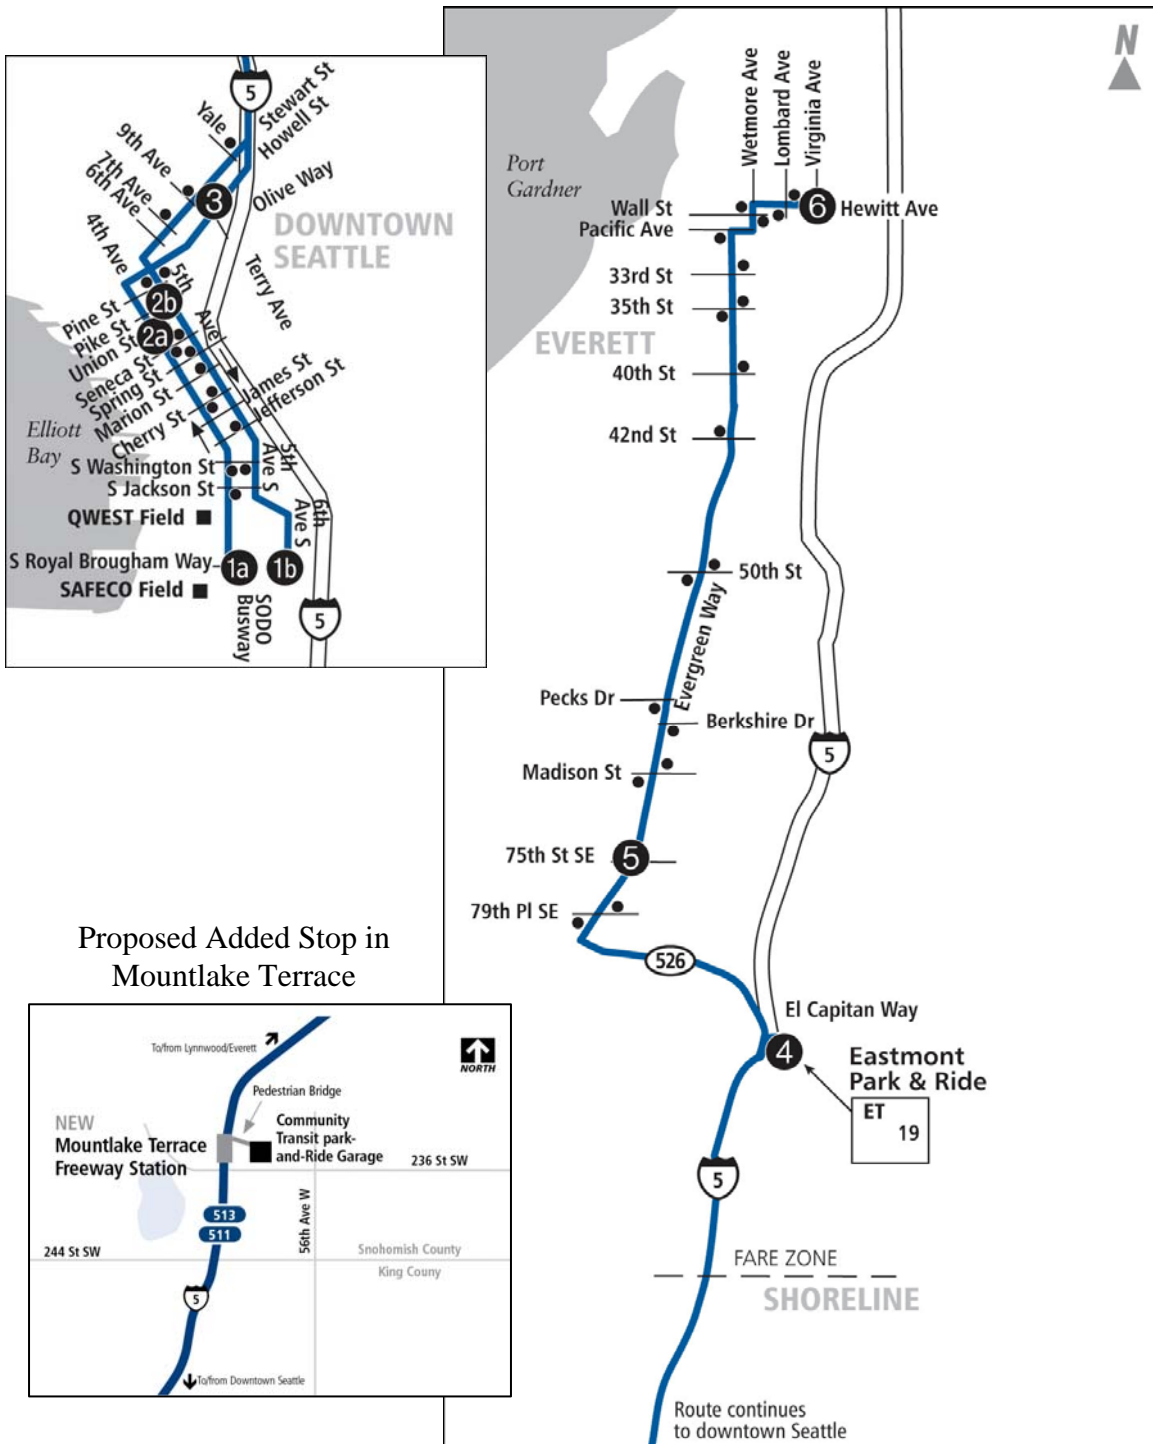 N
Wetmore Ave
Lombard Ave
Virginia Ave
Port
Gardner
Wall St
6
Hewitt Ave
Pacific Ave
33rd St
35th St
EVERETT
40th St
42nd St
50th St
Evergreen Way
Pecks Dr
Berkshire Dr
Madison St
5
75th St SE
5
79th Pl SE
526
El Capitan Way
4
Eastmont
Park & Ride
ET
19
5
FARE ZONE
SHORELINE
Route continues
to downtown Seattle
5
Stewart St
Howell St
Yale
9th Ave
7th Ave
6th Ave
3
Olive Way
DOWNTOWN
SEATTLE
4th Ave
5th
Ave
Terry Ave
Pine St
2b
Pike St
2a
Union St
Seneca St
Spring St
Marion St
Cherry St
James St
Jefferson St
Elliott
Bay
S Washington St
5th
Ave S
S Jackson St
6th
Ave S
QWEST Field
S Royal Brougham Way
1a
1b
SAFECO Field
SODO
Busway
5
Proposed Added Stop in
Mountlake Terrace
To/from Lynnwood/Everett
NORTH
Pedestrian Bridge
NEW
Mountlake Terrace
Freeway Station
Community
Transit park-
and-Ride Garage
236 St SW
513
511
56th Ave W
244 St SW
Snohomish County
King Couny
5
To/from Downtown Seattle